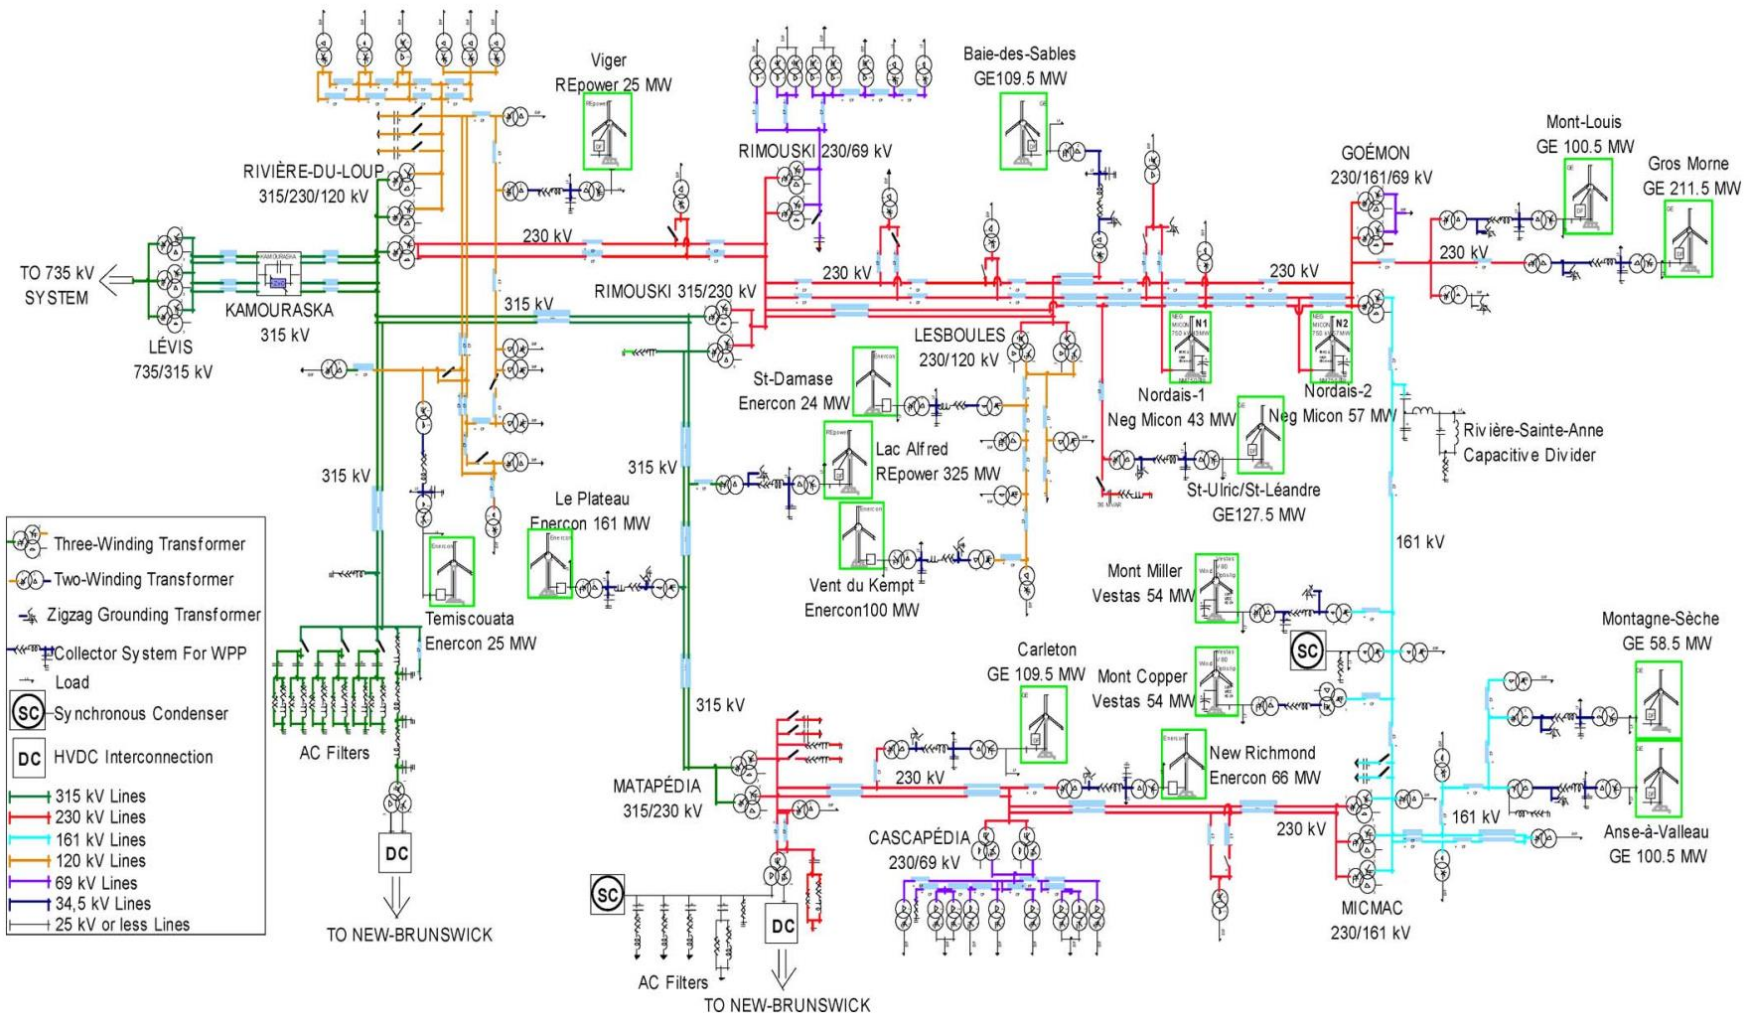 Viger
REpower 25 MW
Baie-des-Sables
GE109.5 MW
Mont-Louis
GE 100.5 MW
Gros Morne
GE 211.5 MW
GOÉMON
230/161/69 kV
RIMOUSKI 230/69 kV
RIVIÈRE-DU-LOUP
315/230/120 kV
230 kV
230 kV
230 kV
230 kV
TO 735 kV
SYSTEM
KAMOURASKA
KAMOURASKA
315 kV
LÉVIS
735/315 kV
315 kV
RIMOUSKI 315/230 kV
LESBOULES
230/120 kV
N1
N2
Nordais-1
Neg Micon 43 MW
Nordais-2
Neg Micon 57 MW
St-Damase
Enercon 24 MW
Lac Alfred
REpower 325 MW
Rivière-Sainte-Anne
Capacitive Divider
St-Ulric/St-Léandre
GE127.5 MW
315 kV
315 kV
Le Plateau
Enercon 161 MW
Vent du Kempt
Enercon100 MW
161 kV
Temiscouata
Enercon 25 MW
Mont Miller
Vestas 54 MW
Montagne-Sèche
GE 58.5 MW
SC
Carleton
GE 109.5 MW
Mont Copper
Vestas 54 MW
315 kV
New Richmond
Enercon 66 MW
MATAPÉDIA
315/230 kV
230 kV
230 kV
161 kV
Anse-à-Valleau
GE 100.5 MW
CASCAPÉDIA
230/69 kV
MICMAC
230/161 kV
AC Filters
DC
TO NEW-BRUNSWICK
SC
DC
AC Filters
TO NEW-BRUNSWICK
Three-Winding Transformer
Two-Winding Transformer
Zigzag Grounding Transformer
Collector System For WPP
Load
SC Synchronous Condenser
DC HVDC Interconnection
315 kV Lines
230 kV Lines
161 kV Lines
120 kV Lines
69 kV Lines
34,5 kV Lines
25 kV or less Lines